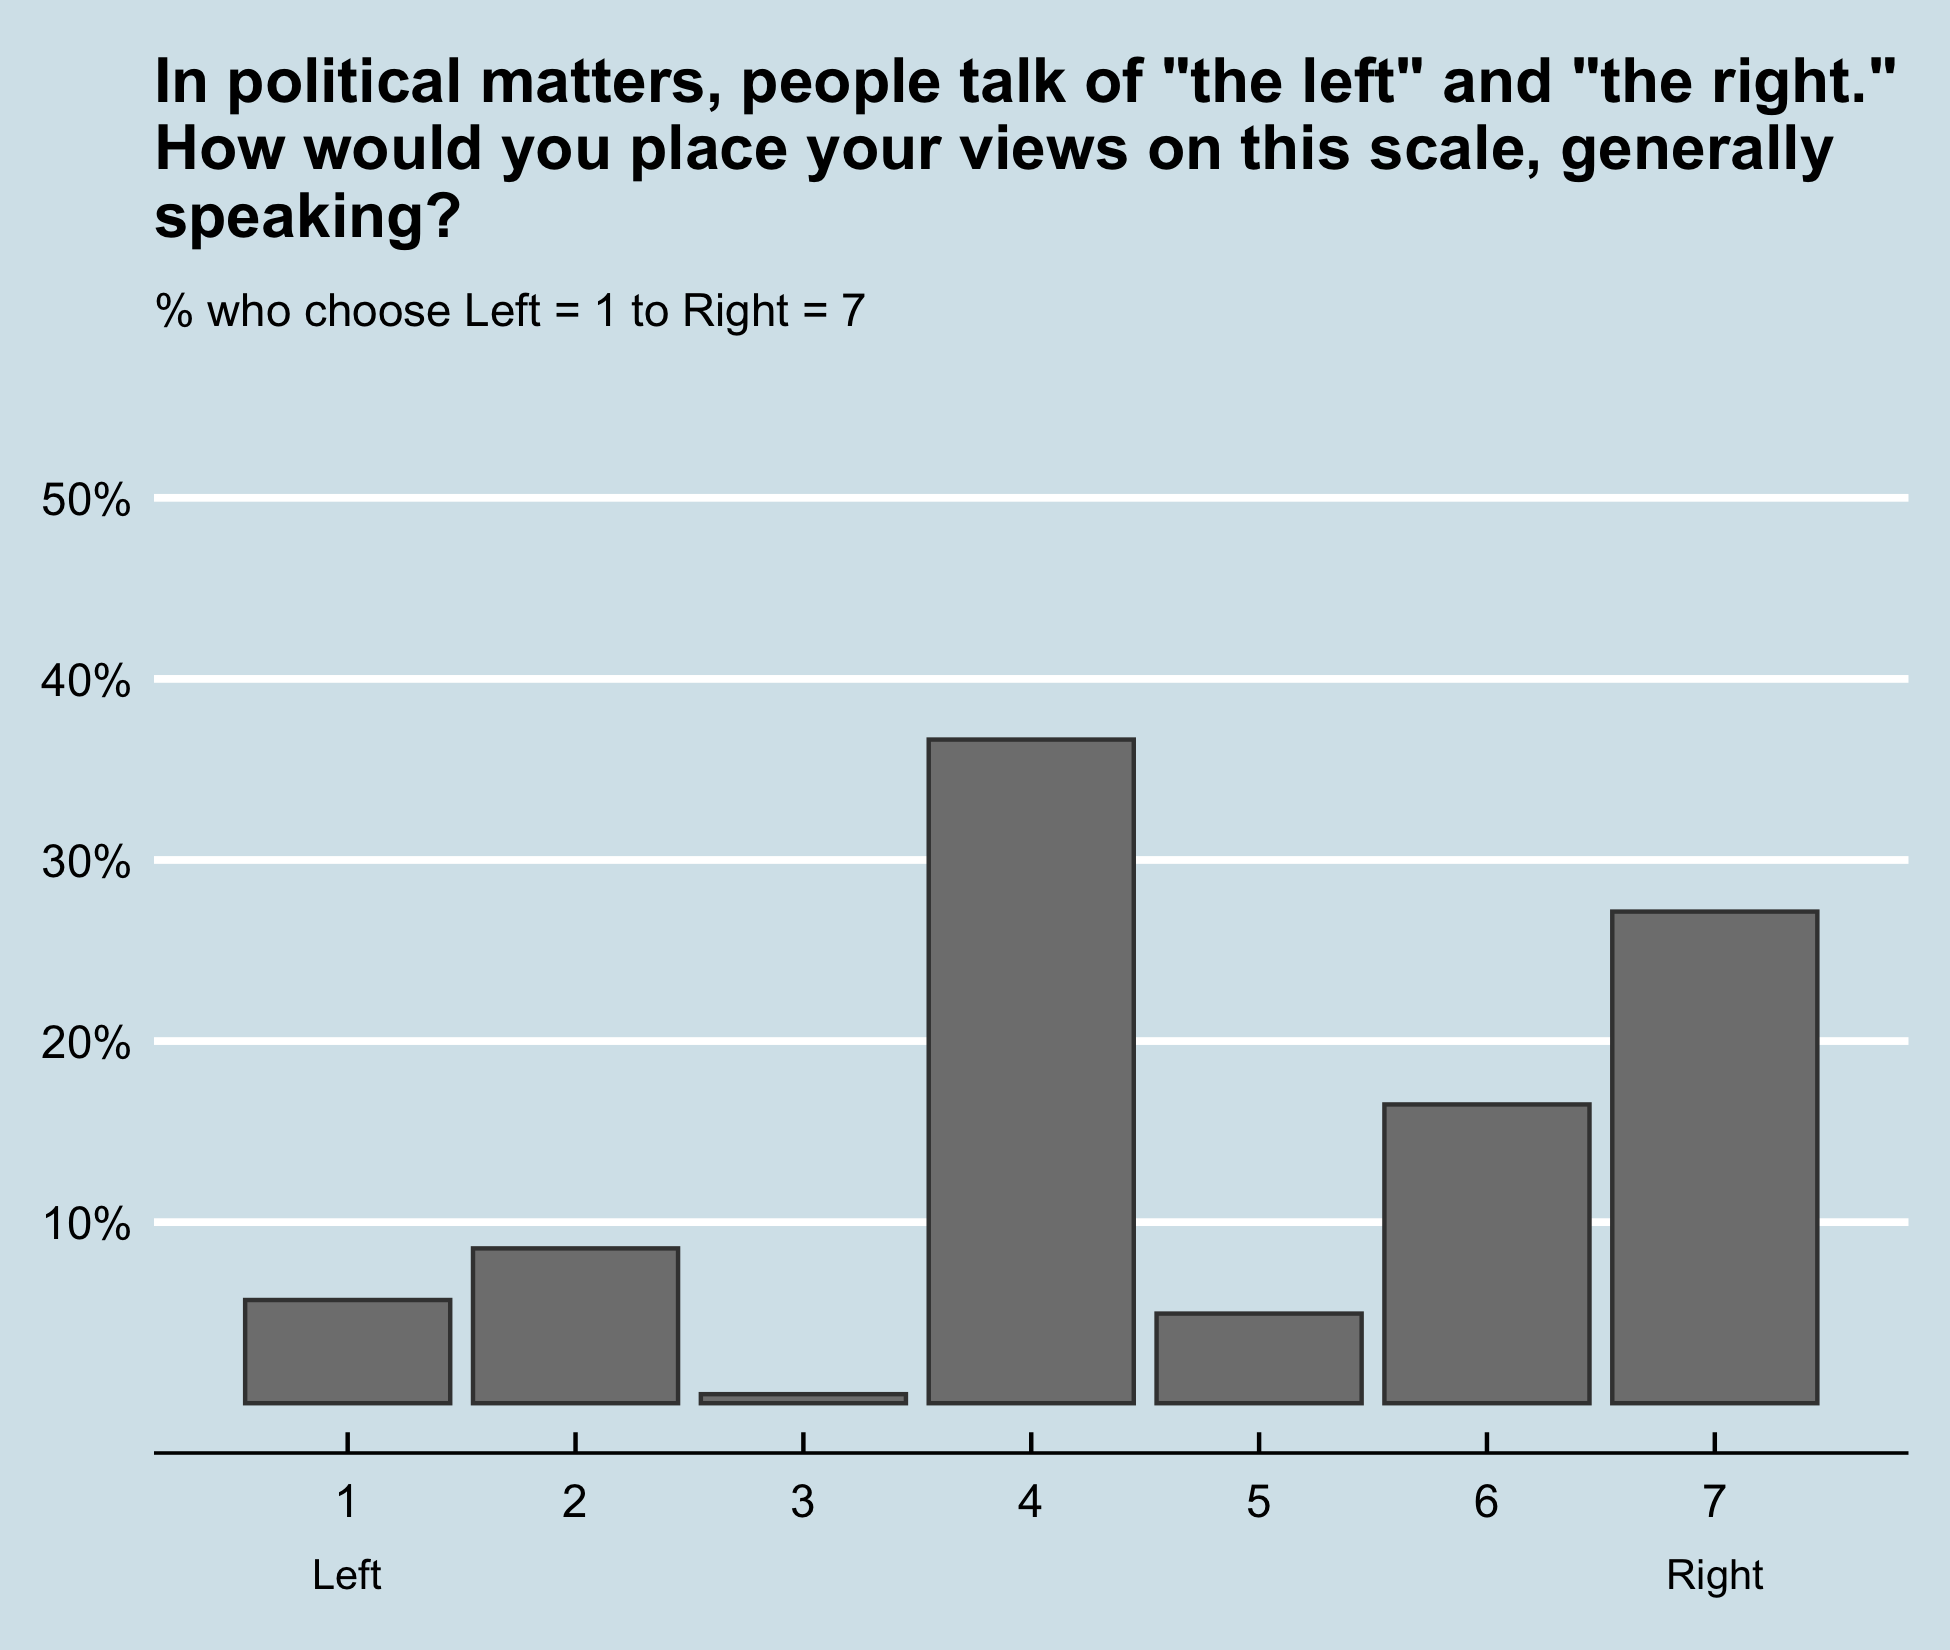 In political matters, people talk of "the left" and "the right."
How would you place your views on this scale, generally
speaking?
% who choose Left = 1 to Right = 7
50%
40%
30%
20%
10%
1 2 3 4 5 6 7
Left Right